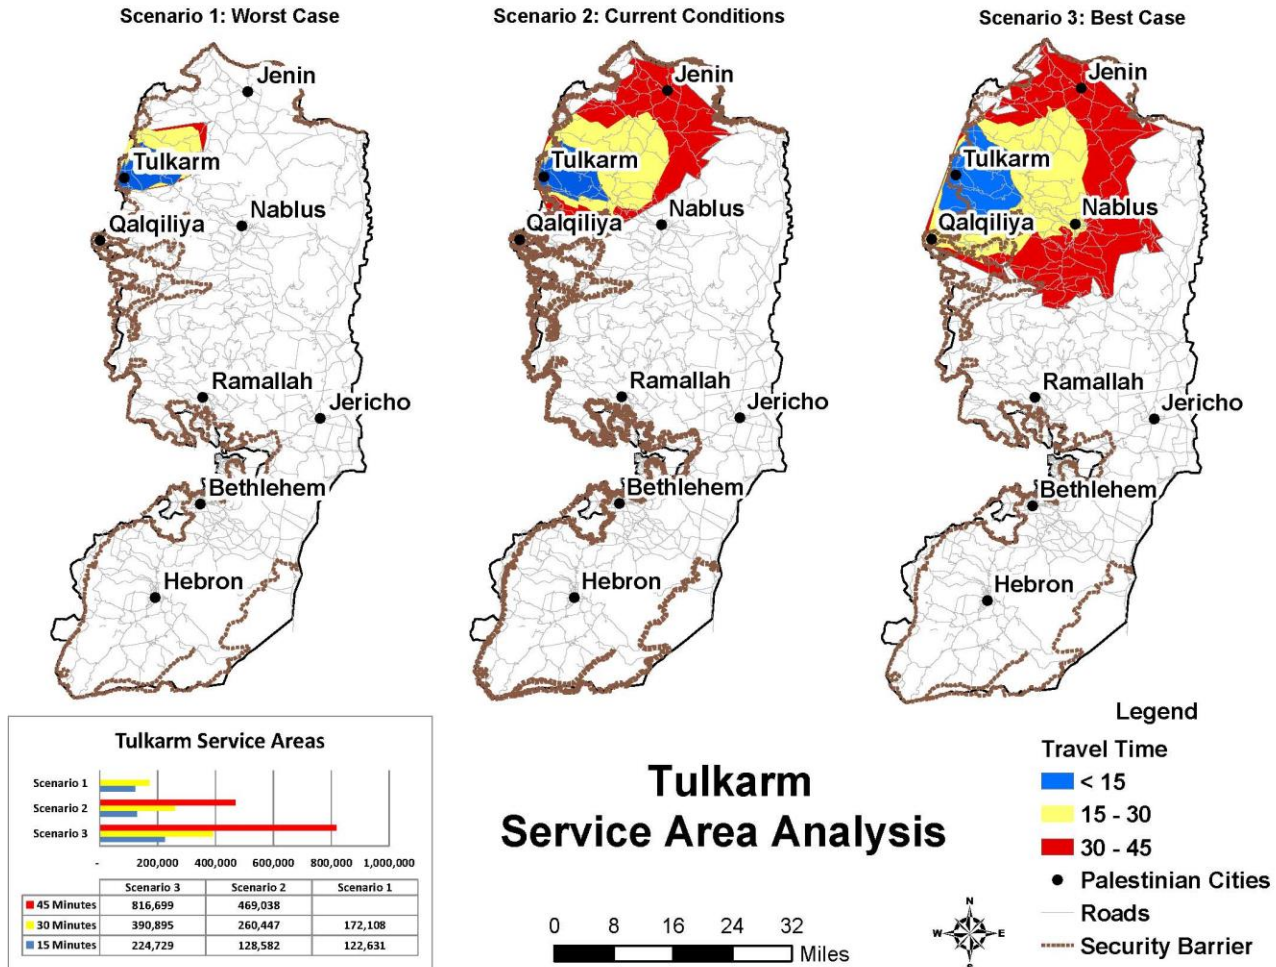 Scenario 1: Worst Case
Scenario 2: Current Conditions
Scenario 3: Best Case
Jenin
Tulkarm
Nablus
Qalqiliya
Ramallah
Jericho
Bethlehem
Hebron
Jenin
Tulkarm
Nablus
Qalqiliya
Ramallah
Jericho
Bethlehem
Hebron
Jenin
Tulkarm
Nablus
Qalqiliya
Ramallah
Jericho
Bethlehem
Hebron
Tulkarm Service Areas
Scenario 1
Scenario 2
Scenario 3
- 200,000 400,000 600,000 800,000 1,000,000
Scenario 3 Scenario 2 Scenario 1
45 Minutes 816,699 469,038
30 Minutes 390,895 260,447 172,108
15 Minutes 224,729 128,582 122,631
Tulkarm
Service Area Analysis
0 8 16 24 32
Miles
N
W E
S
Legend
Travel Time
< 15
15 - 30
30 - 45
Palestinian Cities
Roads
Security Barrier